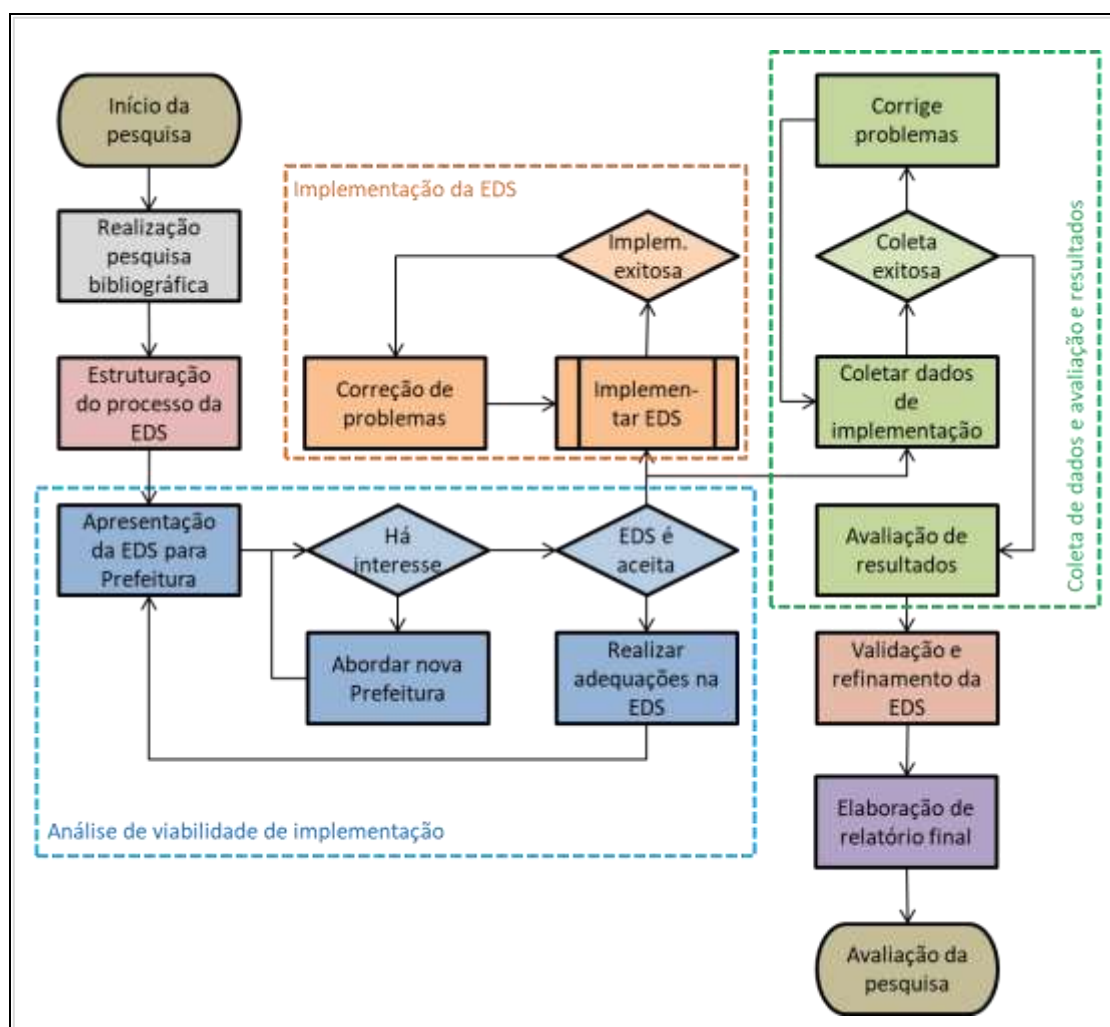 Início da
pesquisa
Realização
pesquisa
bibliográfica
Estruturação
do processo da
EDS
Implementação da EDS
Implem.
exitosa
Correção de
problemas
Implemen-
tar EDS
Apresentação
da EDS para
Prefeitura
Há
interesse
EDS é
aceita
Abordar nova
Prefeitura
Realizar
adequações na
EDS
Análise de viabilidade de implementação
Corrige
problemas
Coleta
exitosa
Coletar dados
de
implementação
Avaliação de
resultados
Coleta de dados e avaliação e resultados
Validação e
refinamento da
EDS
Elaboração de
relatório final
Avaliação da
pesquisa